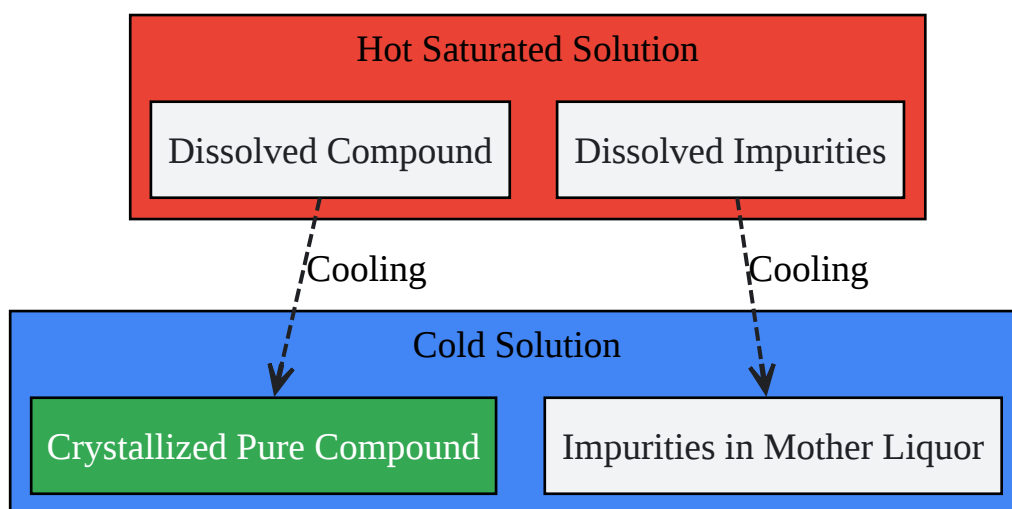 Hot Saturated Solution
Dissolved Compound
Dissolved Impurities
Cooling
Cooling
Cold Solution
Crystallized Pure Compound
Impurities in Mother Liquor